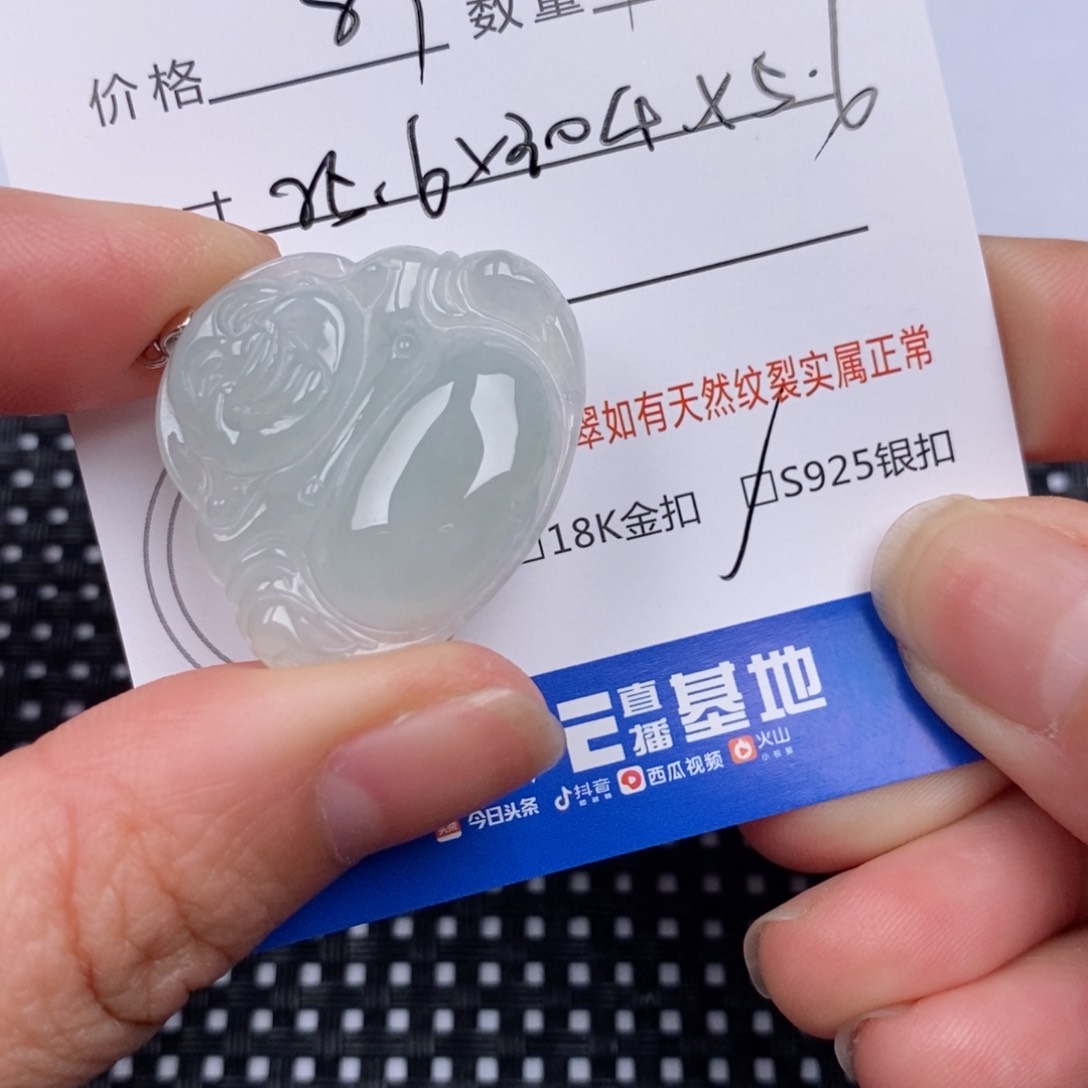 价格 数量
25.6×30.4×5.6
翠如有天然纹裂实属正常
18K金扣 □S925银扣
直播基地
今日头条 抖音 西瓜视频 火山